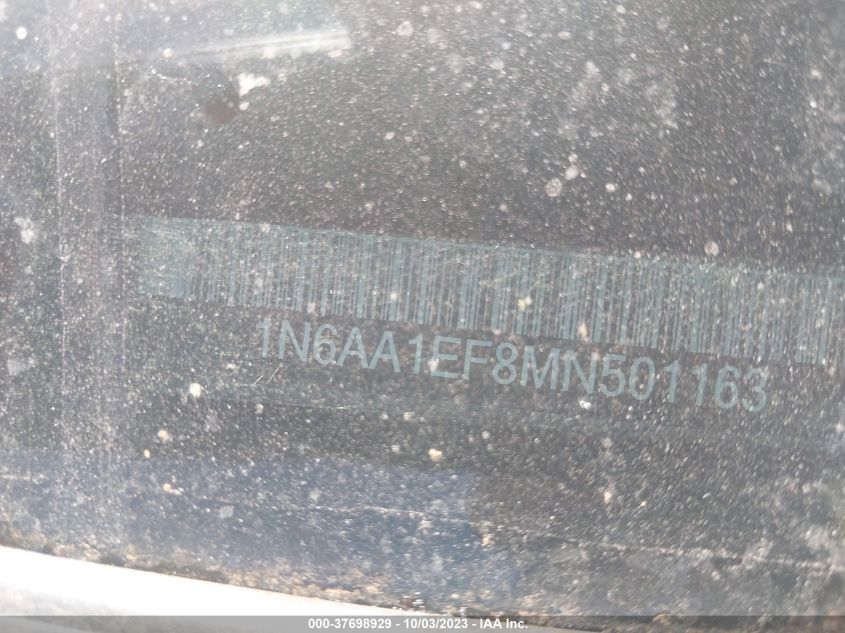 1N6AA1EF8MN501163
000-37698929 - 10/03/2023 - IAA Inc.